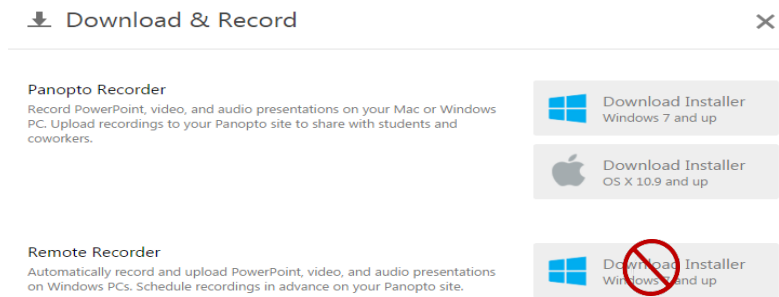 Download & Record
Panopto Recorder
Record PowerPoint, video, and audio presentations on your Mac or Windows
PC. Upload recordings to your Panopto site to share with students and
coworkers.
Download Installer
Windows 7 and up
Download Installer
OS X 10.9 and up
Remote Recorder
Automatically record and upload PowerPoint, video, and audio presentations
on Windows PCs. Schedule recordings in advance on your Panopto site.
Download Installer
Windows 7 and up